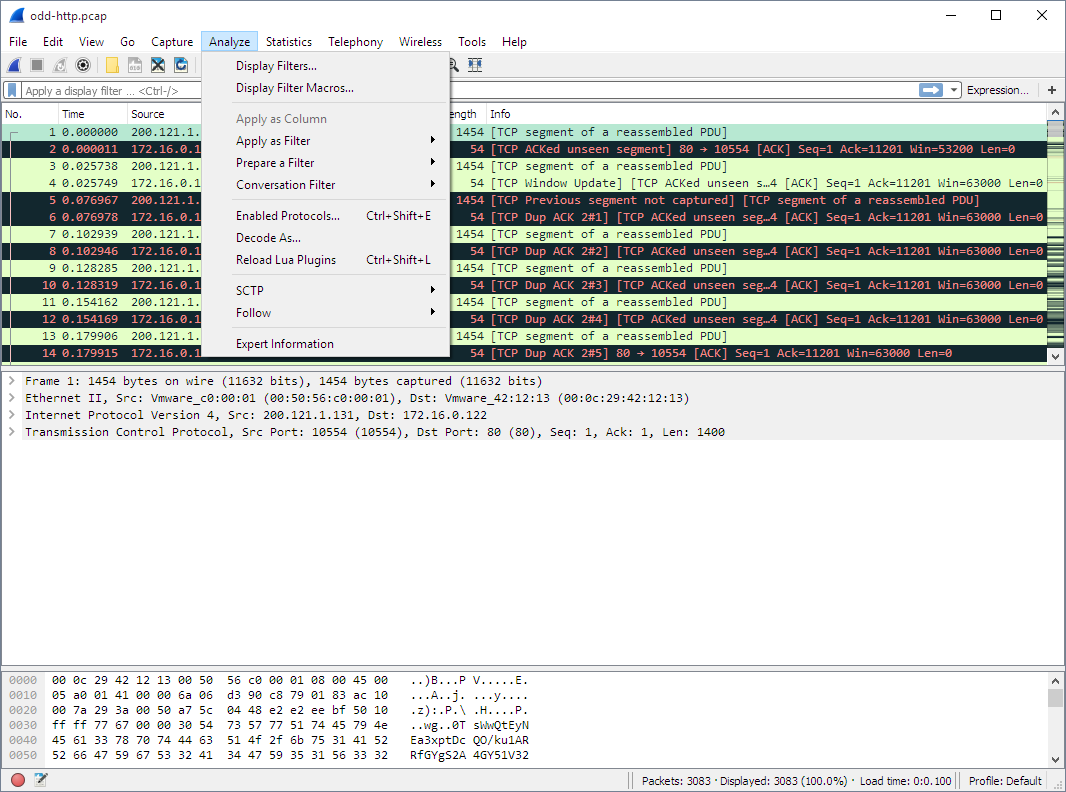 odd-http.pcap
File Edit View Go Capture Analyze Statistics Telephony Wireless Tools Help
Apply a display filter ... <Ctrl-/> Expression... +
Display Filters...
Display Filter Macros...
Apply as Column
Apply as Filter
Prepare a Filter
Conversation Filter
Enabled Protocols... Ctrl+Shift+E
Decode As...
Reload Lua Plugins Ctrl+Shift+L
SCTP
Follow
Expert Information
No. Time Source ength Info
1 0.000000 200.121.1. 1454 [TCP segment of a reassembled PDU]
2 0.000011 172.16.0.1 54 [TCP ACKed unseen segment] 80 → 10554 [ACK] Seq=1 Ack=11201 Win=53200 Len=0
3 0.025738 200.121.1. 1454 [TCP segment of a reassembled PDU]
4 0.025749 172.16.0.1 54 [TCP Window Update] [TCP ACKed unseen s…4 [ACK] Seq=1 Ack=11201 Win=63000 Len=0
5 0.076967 200.121.1. 1454 [TCP Previous segment not captured] [TCP segment of a reassembled PDU]
6 0.076978 172.16.0.1 54 [TCP Dup ACK 2#1] [TCP ACKed unseen seg…4 [ACK] Seq=1 Ack=11201 Win=63000 Len=0
7 0.102939 200.121.1. 1454 [TCP segment of a reassembled PDU]
8 0.102946 172.16.0.1 54 [TCP Dup ACK 2#2] [TCP ACKed unseen seg…4 [ACK] Seq=1 Ack=11201 Win=63000 Len=0
9 0.128285 200.121.1. 1454 [TCP segment of a reassembled PDU]
10 0.128319 172.16.0.1 54 [TCP Dup ACK 2#3] [TCP ACKed unseen seg…4 [ACK] Seq=1 Ack=11201 Win=63000 Len=0
11 0.154162 200.121.1. 1454 [TCP segment of a reassembled PDU]
12 0.154169 172.16.0.1 54 [TCP Dup ACK 2#4] [TCP ACKed unseen seg…4 [ACK] Seq=1 Ack=11201 Win=63000 Len=0
13 0.179906 200.121.1. 1454 [TCP segment of a reassembled PDU]
14 0.179915 172.16.0.1 54 [TCP Dup ACK 2#5] 80 → 10554 [ACK] Seq=1 Ack=11201 Win=63000 Len=0
Frame 1: 1454 bytes on wire (11632 bits), 1454 bytes captured (11632 bits)
Ethernet II, Src: Vmware_c0:00:01 (00:50:56:c0:00:01), Dst: Vmware_42:12:13 (00:0c:29:42:12:13)
Internet Protocol Version 4, Src: 200.121.1.131, Dst: 172.16.0.122
Transmission Control Protocol, Src Port: 10554 (10554), Dst Port: 80 (80), Seq: 1, Ack: 1, Len: 1400
0000 00 0c 29 42 12 13 00 50 56 c0 00 01 08 00 45 00 ..)B...P V.....E.
0010 05 a0 01 41 00 00 6a 06 d3 90 c8 79 01 83 ac 10 ...A..j. ...y....
0020 00 7a 29 3a 00 50 a7 5c 04 48 e2 e2 ee bf 50 10 .z):.P.\ .H....P.
0030 ff ff 77 67 00 00 30 54 73 57 77 51 74 45 79 4e ..wg..0T sWwQtEyN
0040 45 61 33 78 70 74 44 63 51 4f 2f 6b 75 31 41 52 Ea3xptDc QO/ku1AR
0050 52 66 47 59 67 53 32 41 34 47 59 35 31 56 33 32 RfGYgS2A 4GY51V32
Packets: 3083 · Displayed: 3083 (100.0%) · Load time: 0:0.100 Profile: Default